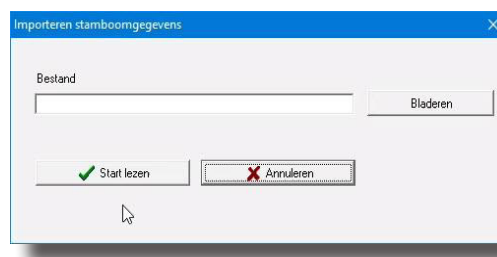 Importeren stamboomgegevens
Bestand
Bladeren
Start lezen
Annuleren